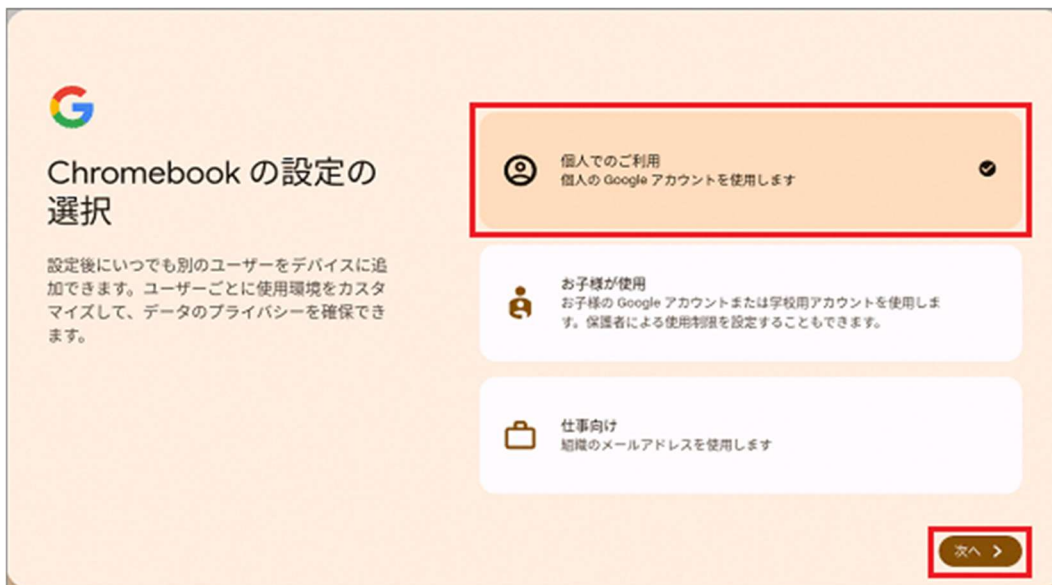 Chromebook の設定の
選択
設定後にいつでも別のユーザーをデバイスに追
加できます。ユーザーごとに使用環境をカスタ
マイズして、データのプライバシーを確保でき
ます。
個人でのご利用
個人の Google アカウントを使用します
お子様が使用
お子様の Google アカウントまたは学校用アカウントを使用しま
す。保護者による使用制限を設定することもできます。
仕事向け
組織のメールアドレスを使用します
次へ